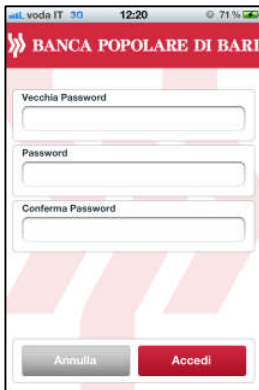 voda IT 3G 12:20 71 %
BANCA POPOLARE DI BARI
Vecchia Password
Password
Conferma Password
Annulla Accedi